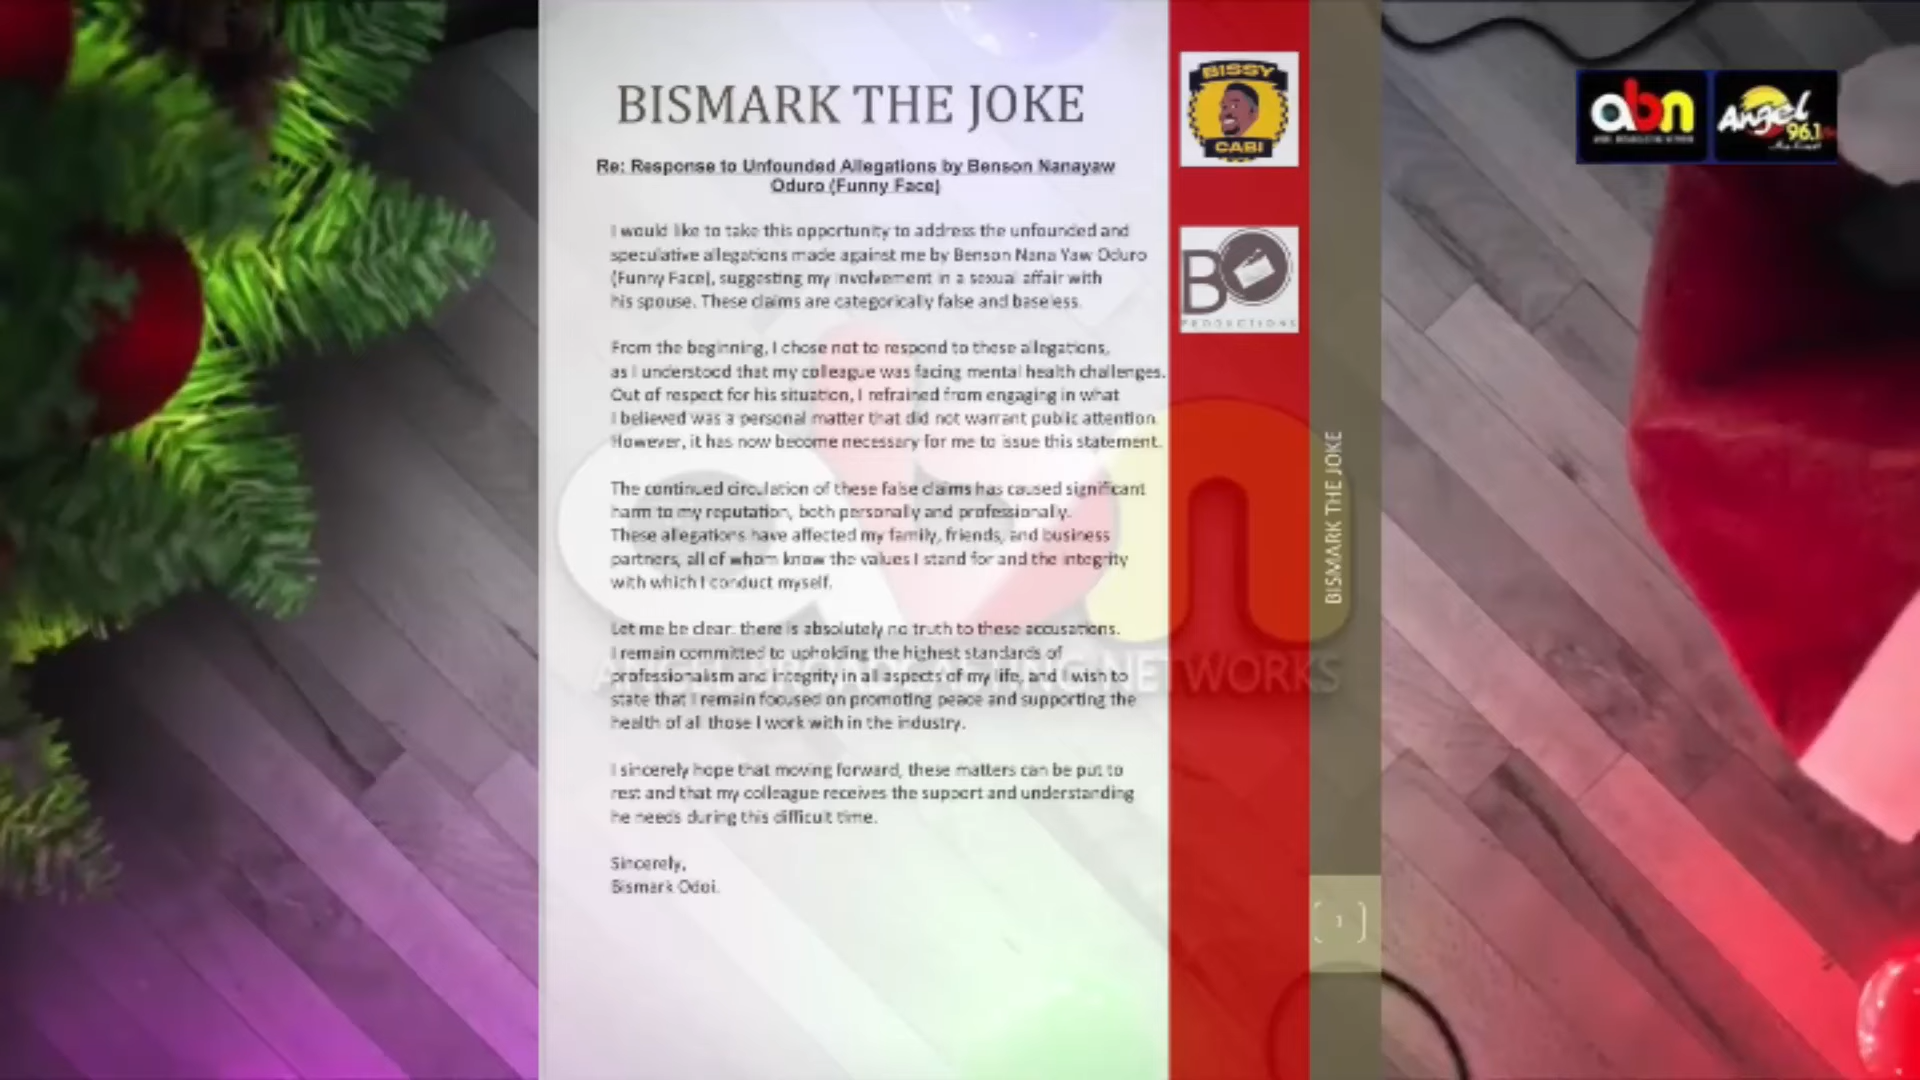 BISMARK THE JOKE
Re: Response to Unfounded Allegations by Benson Nanayaw
Oduro (Funny Face)
I would like to take this opportunity to address the unfounded and
speculative allegations made against me by Benson Nana Yaw Oduro
(Funny Face), suggesting my involvement in a sexual affair with
his spouse. These claims are categorically false and baseless.
From the beginning, I chose not to respond to these allegations,
as I understood that my colleague was facing mental health challenges.
Out of respect for his situation, I refrained from engaging in what
I believed was a personal matter that did not warrant public attention.
However, it has now become necessary for me to issue this statement.
The continued circulation of these false claims has caused significant
harm to my reputation, both personally and professionally.
These allegations have affected my family, friends, and business
partners, all of whom know the values I stand for and the integrity
with which I conduct myself.
Let me be clear: there is absolutely no truth to these accusations.
I remain committed to upholding the highest standards of
professionalism and integrity in all aspects of my life, and I wish to
state that I remain focused on promoting peace and supporting the
health of all those I work with in the industry.
I sincerely hope that moving forward, these matters can be put to
rest and that my colleague receives the support and understanding
he needs during this difficult time.
Sincerely,
Bismark Odoi.
BISSY
CABI
BO
PRODUCTIONS
BISMARK THE JOKE
1
abn
ANGEL BROADCASTING NETWORKS
abn
Angel
96.1